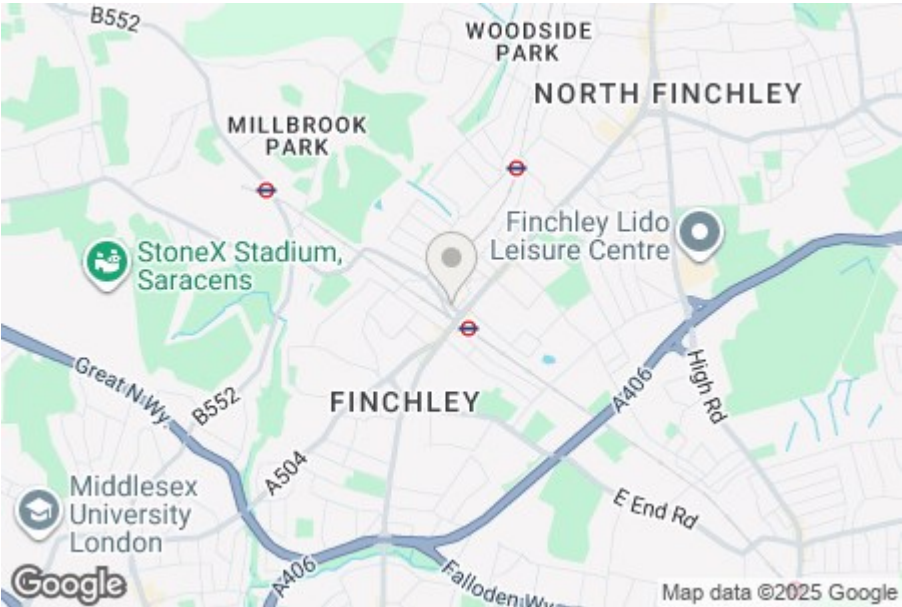 B552
WOODSIDE
PARK
NORTH FINCHLEY
MILLBROOK
PARK
Finchley Lido
Leisure Centre
StoneX Stadium,
Saracens
Great N Wy
B552
FINCHLEY
A406
High Rd
A504
Middlesex
University
London
E End Rd
A406
Falloden Wy
Google
Map data ©2025 Google